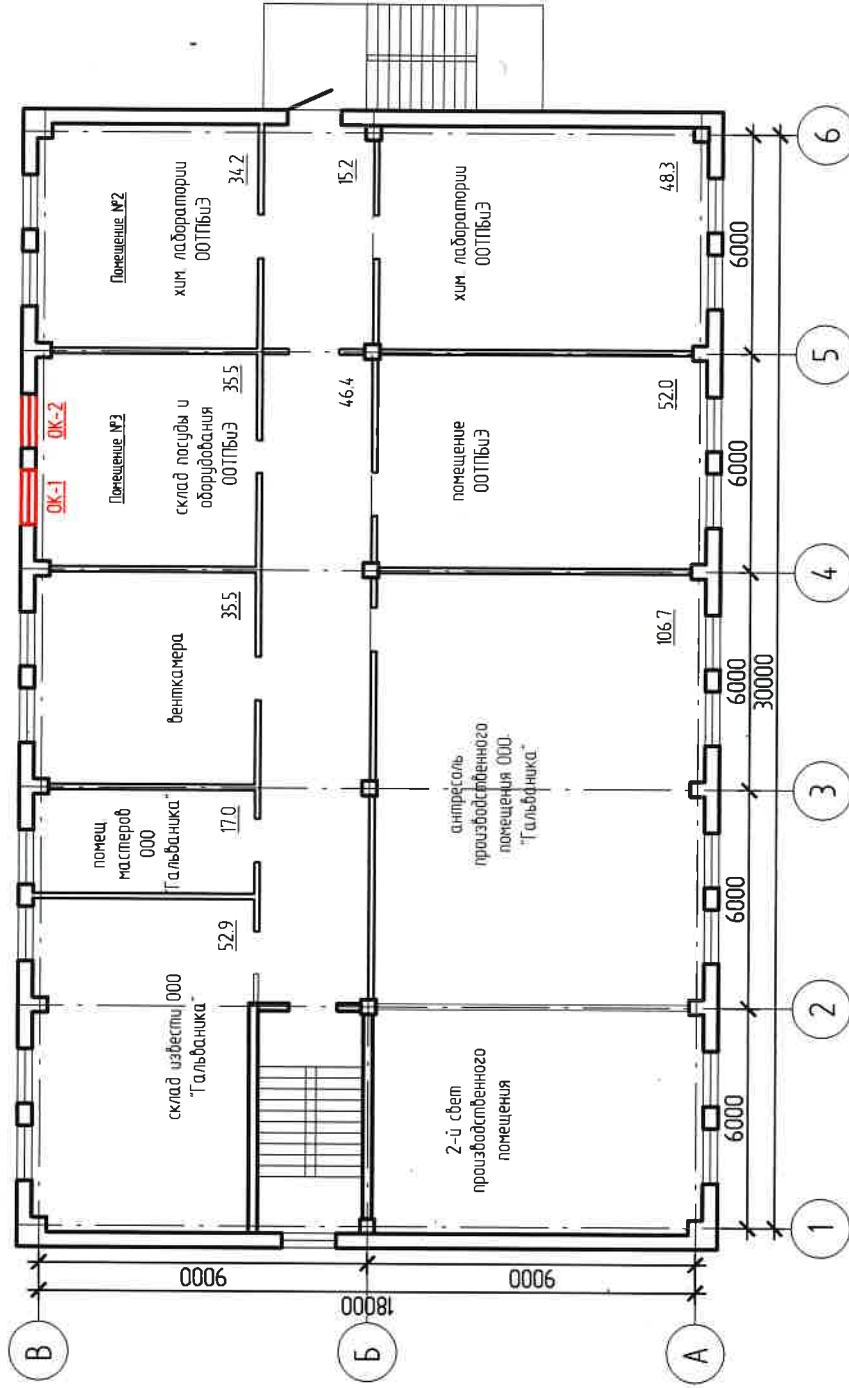 Помещение №2
хим. лаборатории
ООТПБиЭ
34.2
ОК-1
ОК-2
Помещение №3
склад посуды и
оборудования
ООТПБиЭ
35.5
венткамера
35.5
помещ.
мастеров
ООО
"Гальваника"
17.0
склад извести ООО
"Гальваника"
52.9
15.2
46.4
хим. лаборатории
ООТПБиЭ
48.3
помещение
ООТПБиЭ
52.0
антресоль
производственного
помещения ООО
"Гальваника"
106.7
2-й свет
производственного
помещения
6000
6000
6000
6000
6000
30000
9000
9000
18000
В
Б
А
1
2
3
4
5
6